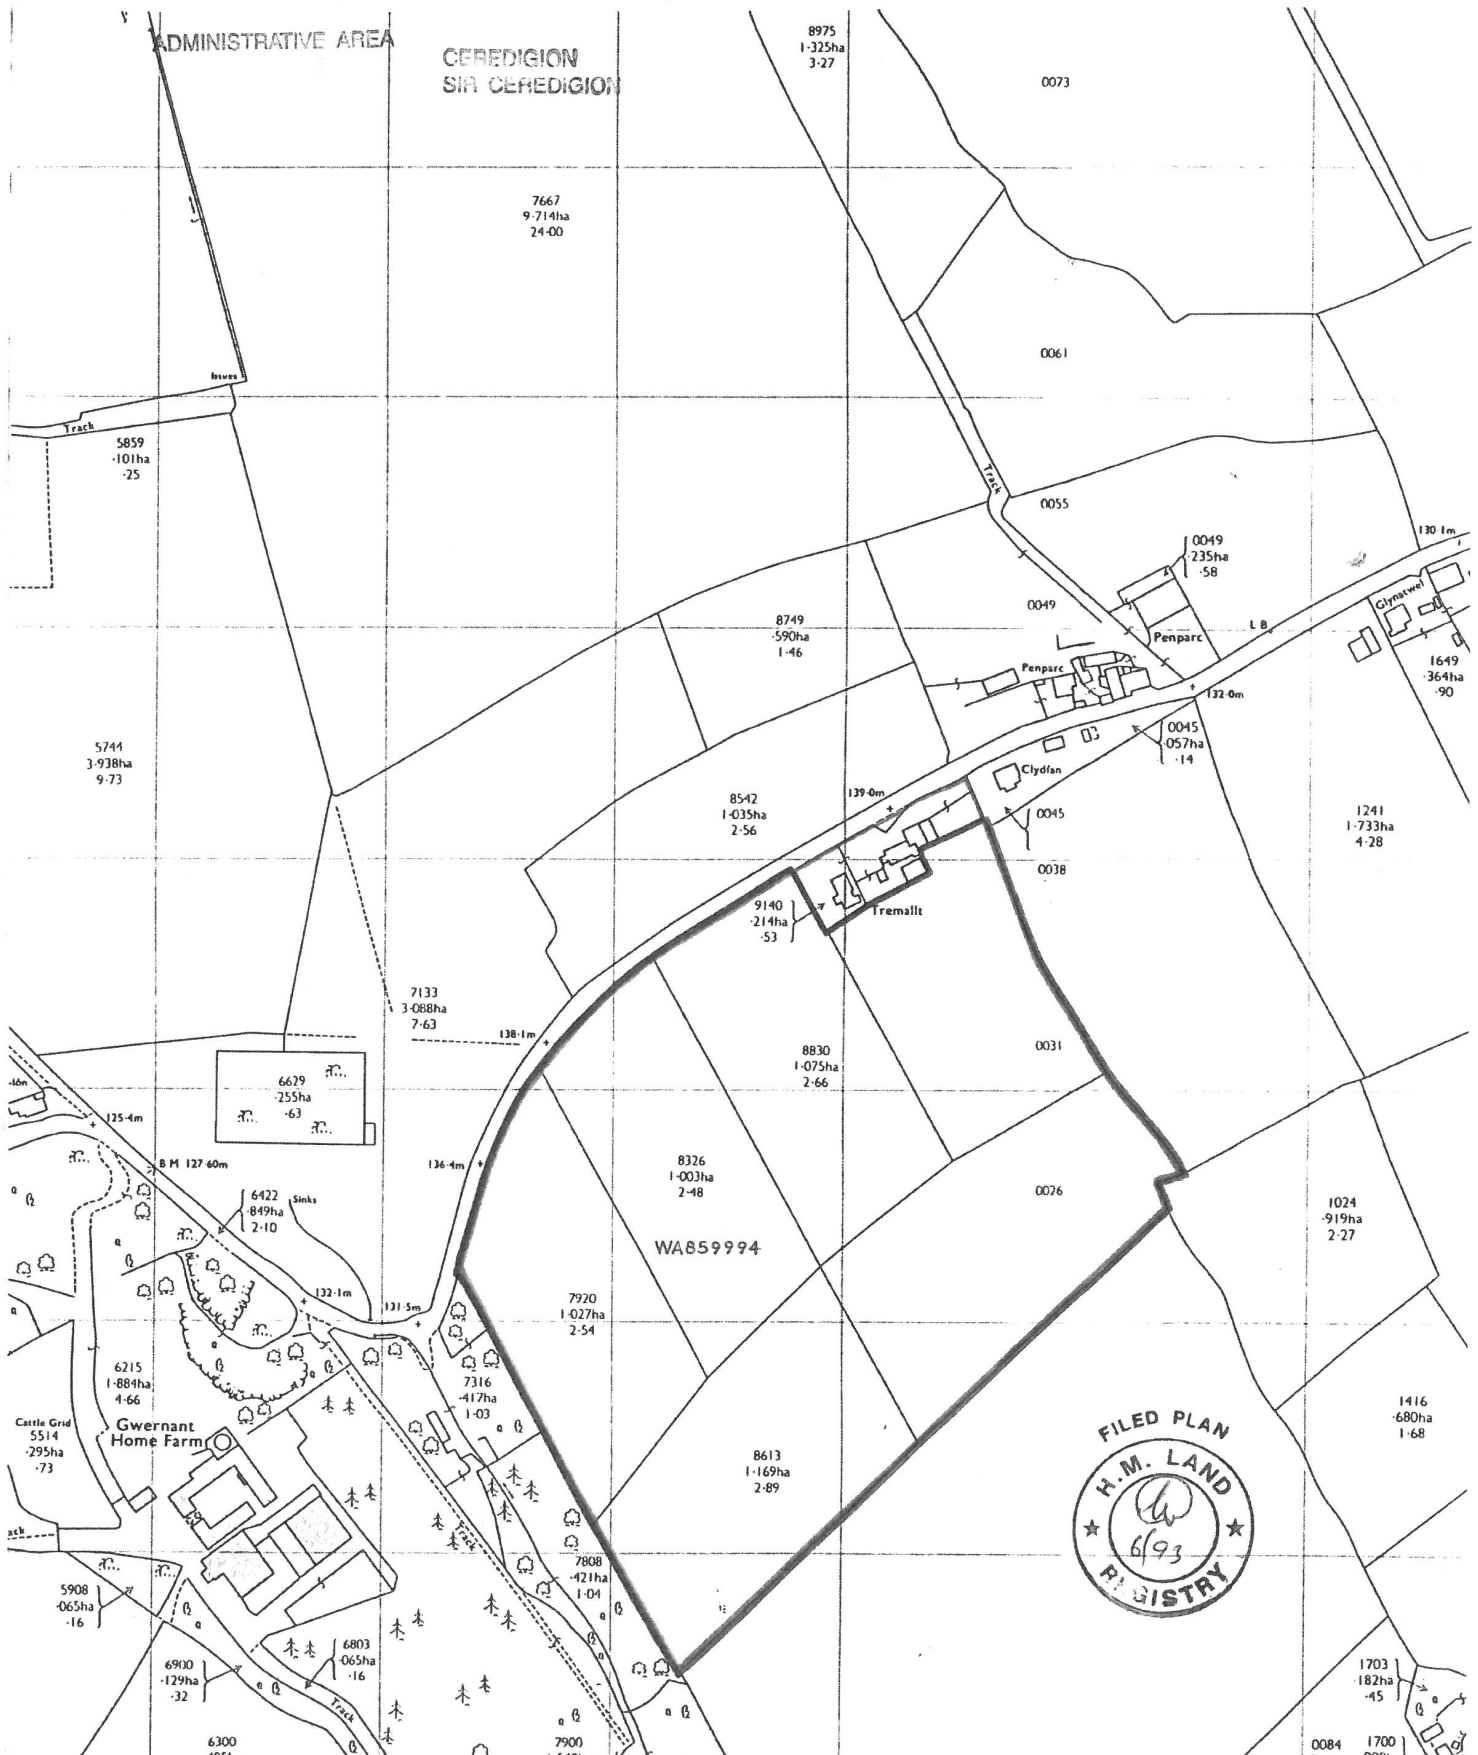 ADMINISTRATIVE AREA
CEREDIGION
SIR CEREDIGION
8975
1·325ha
3·27
0073
7667
9·714ha
24·00
Issues
Track
5859
·101ha
·25
0061
Track
0055
130·1m
0049
·235ha
·58
0049
Penparc
L B
Glynatwel
8749
·590ha
1·46
Penparc
132·0m
1649
·364ha
·90
0045
·057ha
·14
5744
3·938ha
9·73
Clydfan
139·0m
8542
1·035ha
2·56
0045
1241
1·733ha
4·28
0038
9140
·214ha
·53
Tremallt
7133
3·088ha
7·63
138·1m
8830
1·075ha
2·66
0031
6629
·255ha
·63
125·4m
B M 127·60m
136·4m
8326
1·003ha
2·48
0026
6422
·849ha
2·10
Sinks
1024
·919ha
2·27
WA859994
132·1m
131·5m
7920
1·027ha
2·54
6215
1·884ha
4·66
7316
·417ha
1·03
Cattle Grid
5514
·295ha
·73
Gwernant
Home Farm
1416
·680ha
1·68
8613
1·169ha
2·89
FILED PLAN
H.M. LAND
REGISTRY
6/93
Track
7808
·421ha
1·04
5908
·065ha
·16
6803
·065ha
·16
6900
·129ha
·32
Track
1703
·182ha
·45
6300
7900
0084
1700